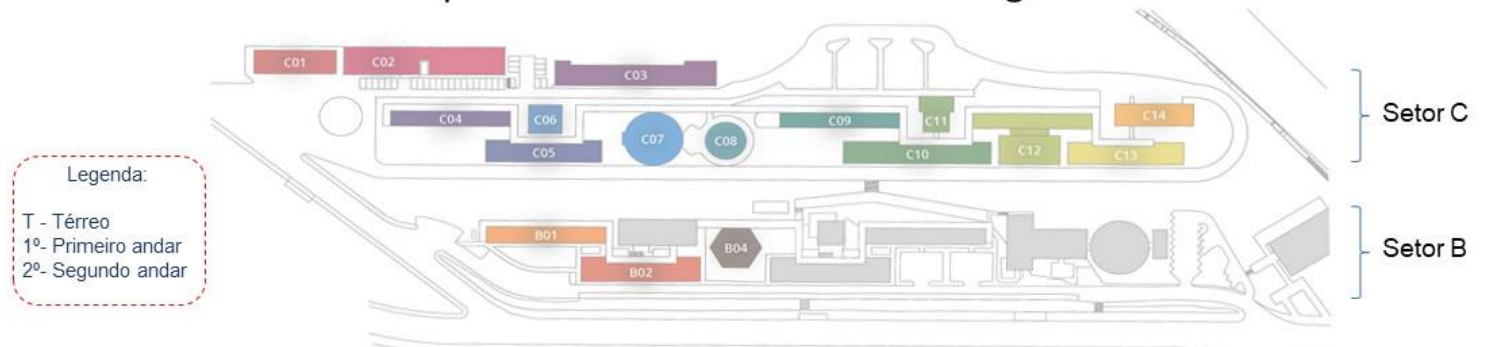 C01
C02
C03
C04
C06
C05
C07
C08
C09
C10
C11
C12
C13
C14
Setor C
Legenda:
T - Térreo
1º- Primeiro andar
2º- Segundo andar
B01
B02
B04
Setor B